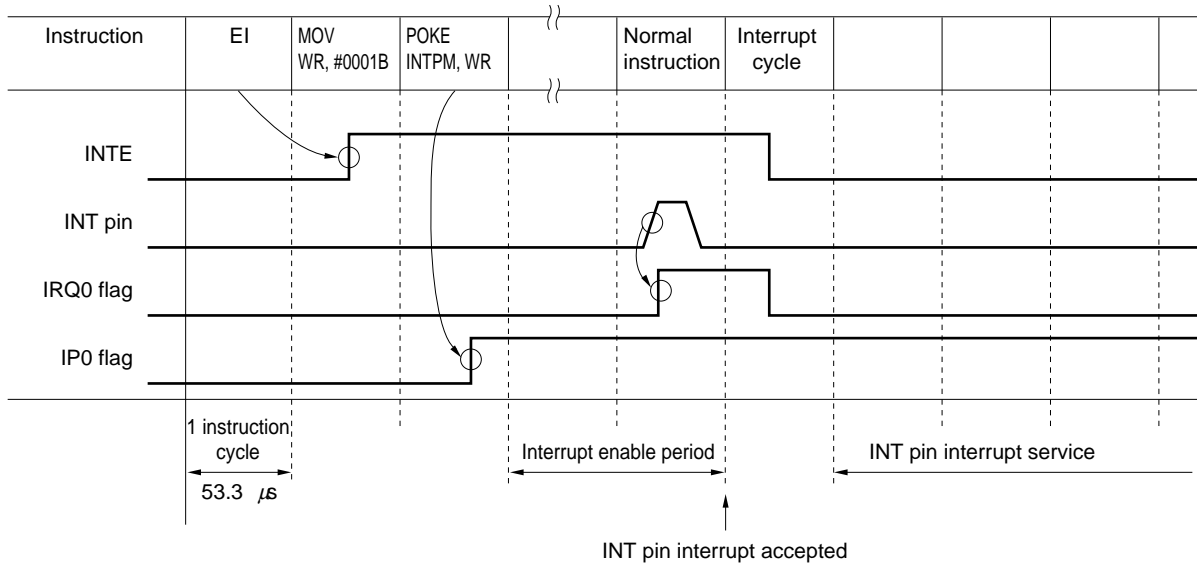 Instruction
EI
MOV
WR, #0001B
POKE
INTPM, WR
Normal
instruction
Interrupt
cycle
INTE
INT pin
IRQ0 flag
IP0 flag
1 instruction
cycle
53.3 μs
Interrupt enable period
INT pin interrupt service
INT pin interrupt accepted